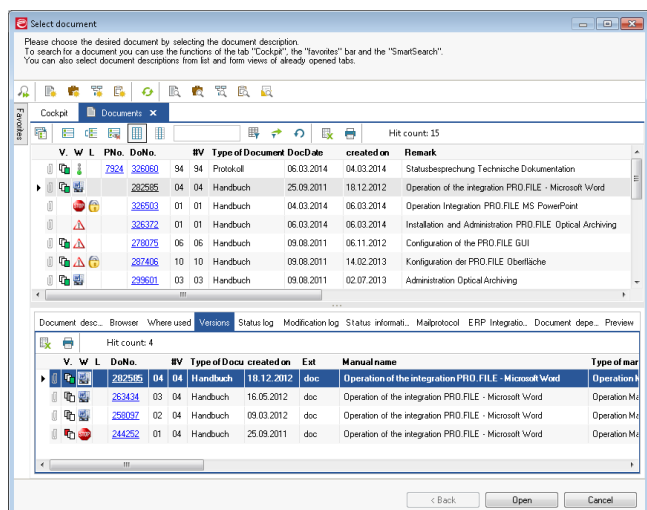 Select document
Please choose the desired document by selecting the document description.
To search for a document you can use the functions of the tab "Cockpit", the "favorites" bar and the "SmartSearch".
You can also select document descriptions from list and form views of already opened tabs.
Favorites
Cockpit Documents
Hit count: 15
V. W L PNo. DoNo. #V Type of Document DocDate created on Remark
7924 326060 94 94 Protokoll 06.03.2014 04.03.2014 Statusbesprechung Technische Dokumentation
282585 04 04 Handbuch 25.09.2011 18.12.2012 Operation of the integration PRO.FILE - Microsoft Word
326503 01 01 Handbuch 04.03.2014 06.03.2014 Operation Integration PRO.FILE MS PowerPoint
326372 01 01 Handbuch 06.03.2014 06.03.2014 Installation and Administration PRO.FILE Optical Archiving
278075 06 06 Handbuch 09.08.2011 06.11.2012 Configuration of the PRO.FILE GUI
287406 10 10 Handbuch 09.08.2011 14.02.2013 Konfiguration der PRO.FILE Oberfläche
299601 03 03 Handbuch 09.08.2011 02.07.2013 Administration Optical Archiving
Document desc... Browser Where used Versions Status log Modification log Status informati... Mailprotocol ERP Integratio... Document depe... Preview
Hit count: 4
V. W L DoNo. #V Type of Docu created on Ext Manual name Type of mar
282585 04 04 Handbuch 18.12.2012 doc Operation of the integration PRO.FILE - Microsoft Word Operation M
263434 03 04 Handbuch 16.05.2012 doc Operation of the integration PRO.FILE - Microsoft Word Operation Ma
258097 02 04 Handbuch 09.03.2012 doc Operation of the integration PRO.FILE - Microsoft Word Operation Ma
244252 01 04 Handbuch 25.09.2011 doc Operation of the integration PRO.FILE - Microsoft Word Operation Ma
< Back Open Cancel